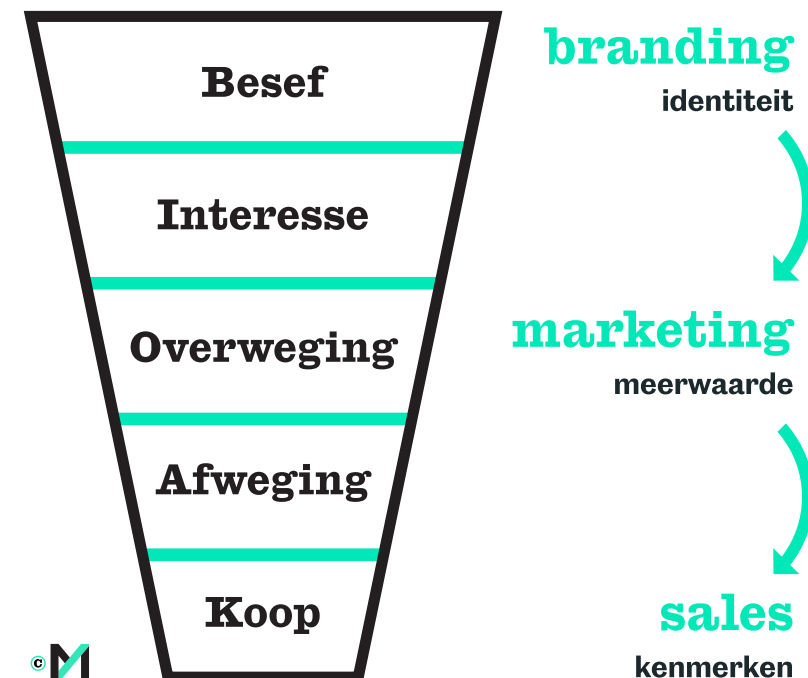 Besef
Interesse
Overweging
Afweging
Koop
branding
identiteit
marketing
meerwaarde
sales
kenmerken
© M